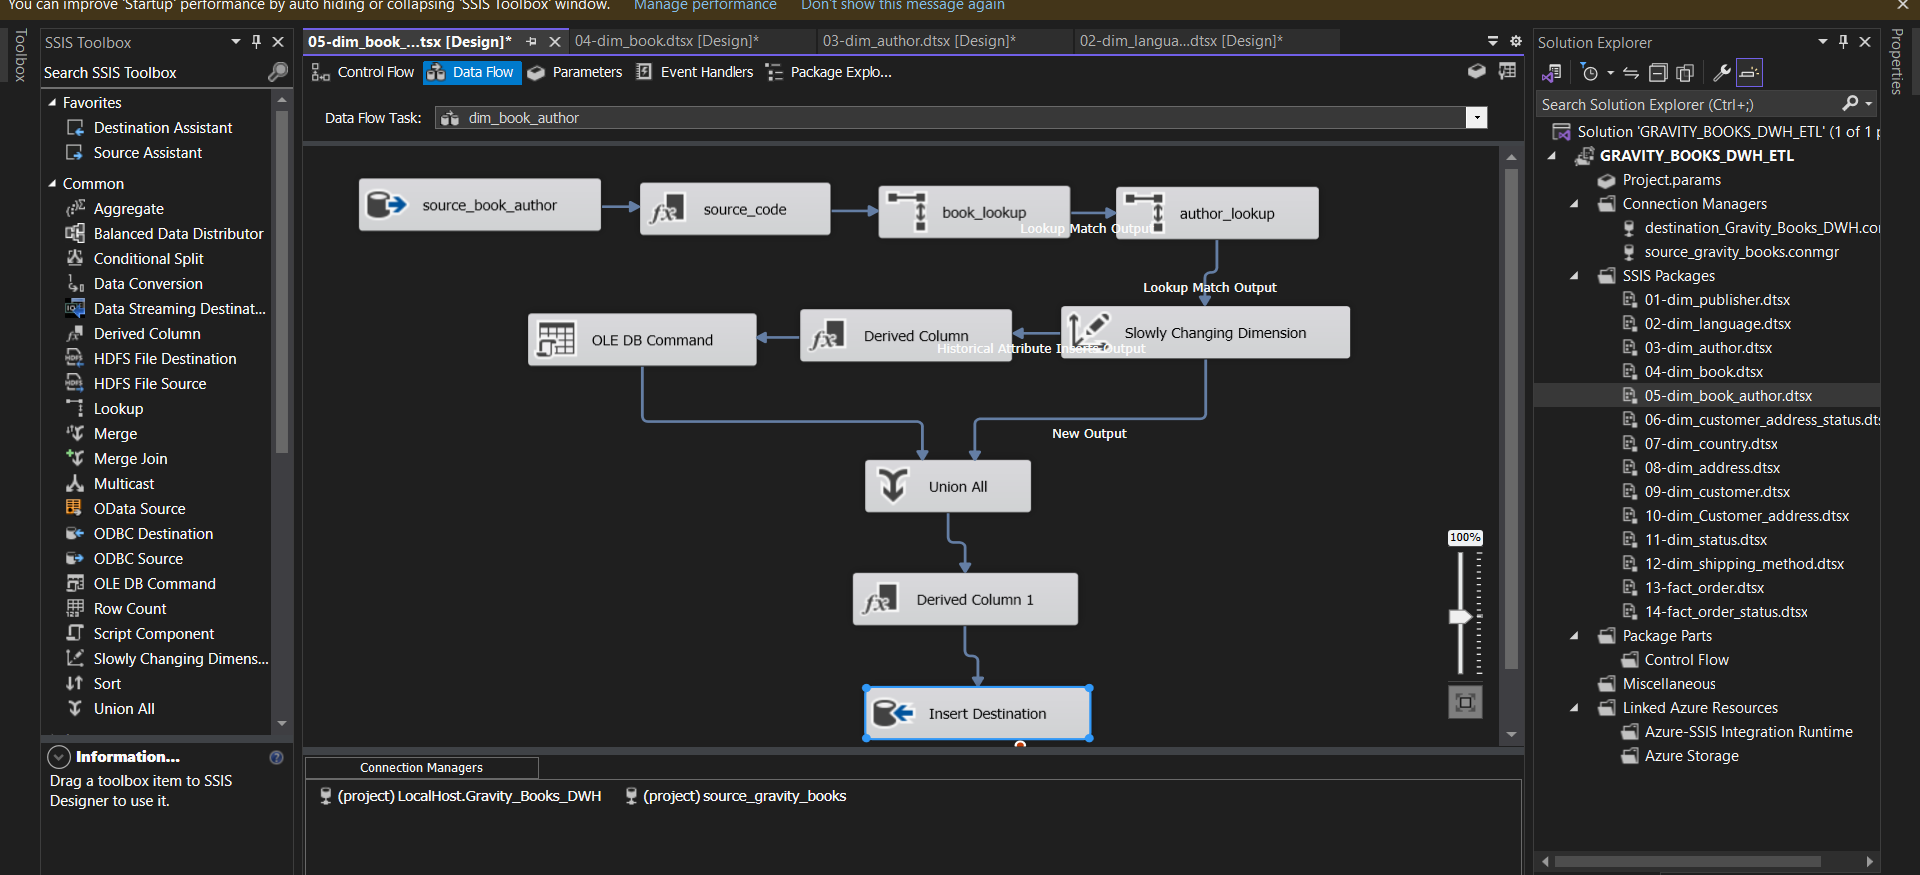 You can improve 'Startup' performance by auto hiding or collapsing 'SSIS Toolbox' window. Manage performance Don't show this message again
Toolbox
SSIS Toolbox
Search SSIS Toolbox
Favorites
Destination Assistant
Source Assistant
Common
Aggregate
Balanced Data Distributor
Conditional Split
Data Conversion
Data Streaming Destinat...
Derived Column
HDFS File Destination
HDFS File Source
Lookup
Merge
Merge Join
Multicast
OData Source
ODBC Destination
ODBC Source
OLE DB Command
Row Count
Script Component
Slowly Changing Dimens...
Sort
Union All
Information...
Drag a toolbox item to SSIS
Designer to use it.
05-dim_book_...tsx [Design]* 04-dim_book.dtsx [Design]* 03-dim_author.dtsx [Design]* 02-dim_langua...dtsx [Design]*
Control Flow Data Flow Parameters Event Handlers Package Explo...
Data Flow Task: dim_book_author
source_book_author
source_code
book_lookup
author_lookup
Lookup Match Output
Lookup Match Output
OLE DB Command
Derived Column
Slowly Changing Dimension
Historical Attribute Inserts Output
New Output
Union All
Derived Column 1
Insert Destination
100%
Connection Managers
(project) LocalHost.Gravity_Books_DWH (project) source_gravity_books
Solution Explorer
Search Solution Explorer (Ctrl+;)
Solution 'GRAVITY_BOOKS_DWH_ETL' (1 of 1 p
GRAVITY_BOOKS_DWH_ETL
Project.params
Connection Managers
destination_Gravity_Books_DWH.con
source_gravity_books.conmgr
SSIS Packages
01-dim_publisher.dtsx
02-dim_language.dtsx
03-dim_author.dtsx
04-dim_book.dtsx
05-dim_book_author.dtsx
06-dim_customer_address_status.dts
07-dim_country.dtsx
08-dim_address.dtsx
09-dim_customer.dtsx
10-dim_Customer_address.dtsx
11-dim_status.dtsx
12-dim_shipping_method.dtsx
13-fact_order.dtsx
14-fact_order_status.dtsx
Package Parts
Control Flow
Miscellaneous
Linked Azure Resources
Azure-SSIS Integration Runtime
Azure Storage
Properties